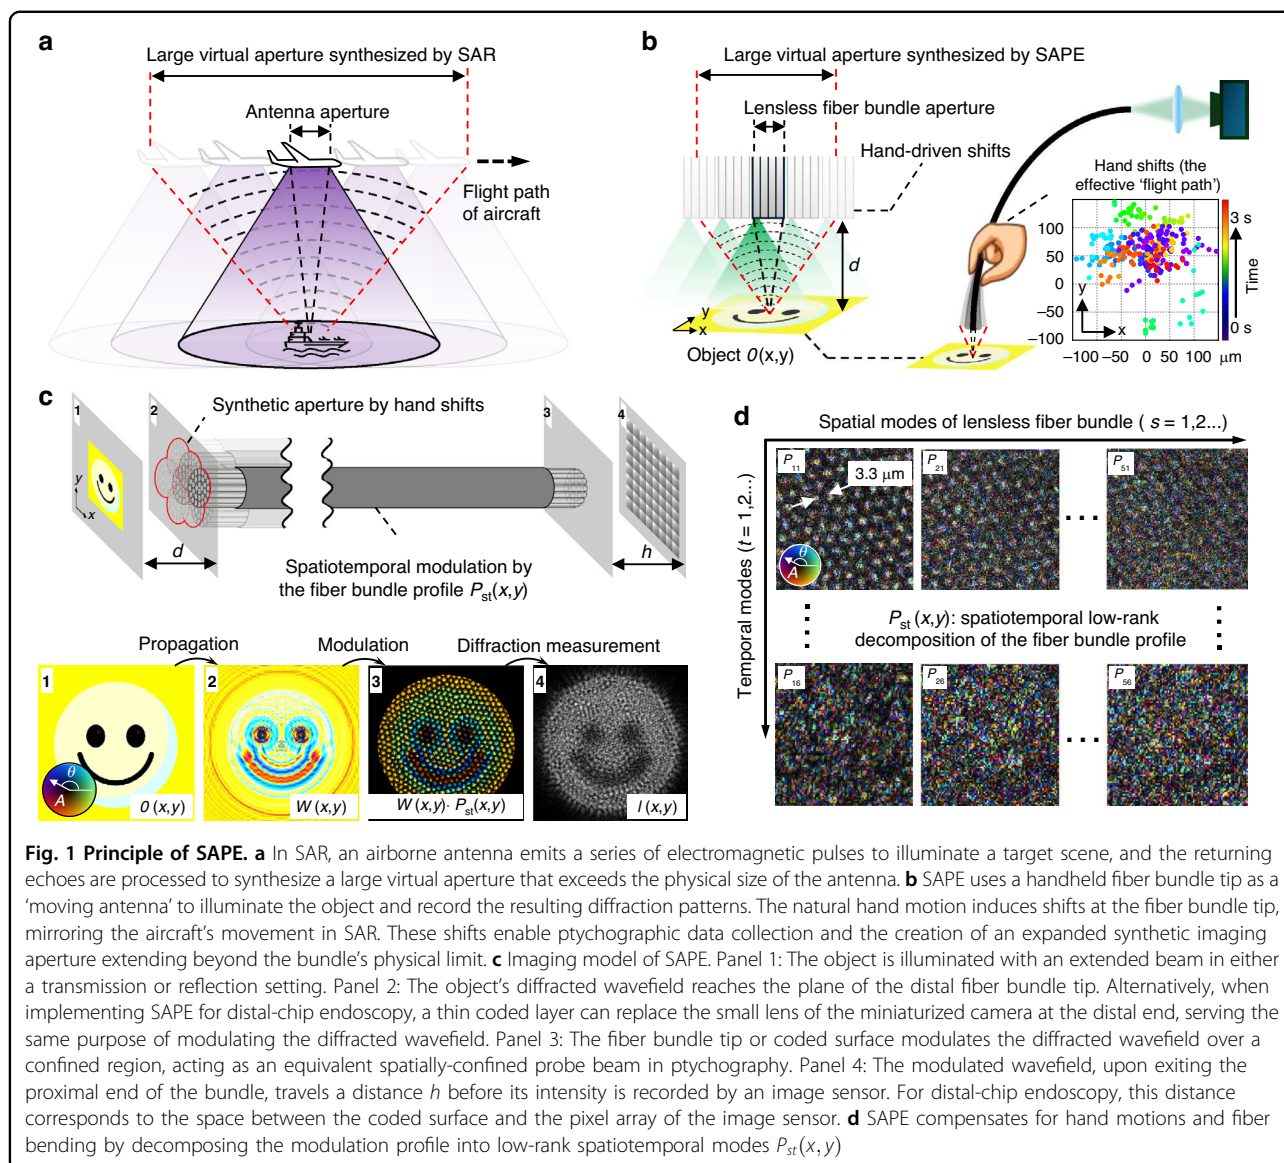 a
Large virtual aperture synthesized by SAR
Antenna aperture
Flight path
of aircraft
b
Large virtual aperture synthesized by SAPE
Lensless fiber bundle aperture
Hand-driven shifts
d
y
x
Object O(x,y)
Hand shifts (the
effective ‘flight path’)
100
50
0
−50
−100
−100 −50 0 50 100 μm
y
x
3 s
Time
0 s
c
1
2
3
4
Synthetic aperture by hand shifts
y
x
d
h
Spatiotemporal modulation by
the fiber bundle profile Pst(x,y)
Propagation
Modulation
Diffraction measurement
1
2
3
4
θ
A
O (x,y)
W (x,y)
W (x,y)· Pst(x,y)
I (x,y)
d
Spatial modes of lensless fiber bundle ( s = 1,2...)
Temporal modes (t = 1,2...)
P11
P21
P51
3.3 μm
θ
A
Pst (x,y): spatiotemporal low-rank
decomposition of the fiber bundle profile
P16
P26
P56
Fig. 1 Principle of SAPE. a In SAR, an airborne antenna emits a series of electromagnetic pulses to illuminate a target scene, and the returning
echoes are processed to synthesize a large virtual aperture that exceeds the physical size of the antenna. b SAPE uses a handheld fiber bundle tip as a
‘moving antenna’ to illuminate the object and record the resulting diffraction patterns. The natural hand motion induces shifts at the fiber bundle tip,
mirroring the aircraft’s movement in SAR. These shifts enable ptychographic data collection and the creation of an expanded synthetic imaging
aperture extending beyond the bundle’s physical limit. c Imaging model of SAPE. Panel 1: The object is illuminated with an extended beam in either
a transmission or reflection setting. Panel 2: The object’s diffracted wavefield reaches the plane of the distal fiber bundle tip. Alternatively, when
implementing SAPE for distal-chip endoscopy, a thin coded layer can replace the small lens of the miniaturized camera at the distal end, serving the
same purpose of modulating the diffracted wavefield. Panel 3: The fiber bundle tip or coded surface modulates the diffracted wavefield over a
confined region, acting as an equivalent spatially-confined probe beam in ptychography. Panel 4: The modulated wavefield, upon exiting the
proximal end of the bundle, travels a distance h before its intensity is recorded by an image sensor. For distal-chip endoscopy, this distance
corresponds to the space between the coded surface and the pixel array of the image sensor. d SAPE compensates for hand motions and fiber
bending by decomposing the modulation profile into low-rank spatiotemporal modes Pst(x, y)